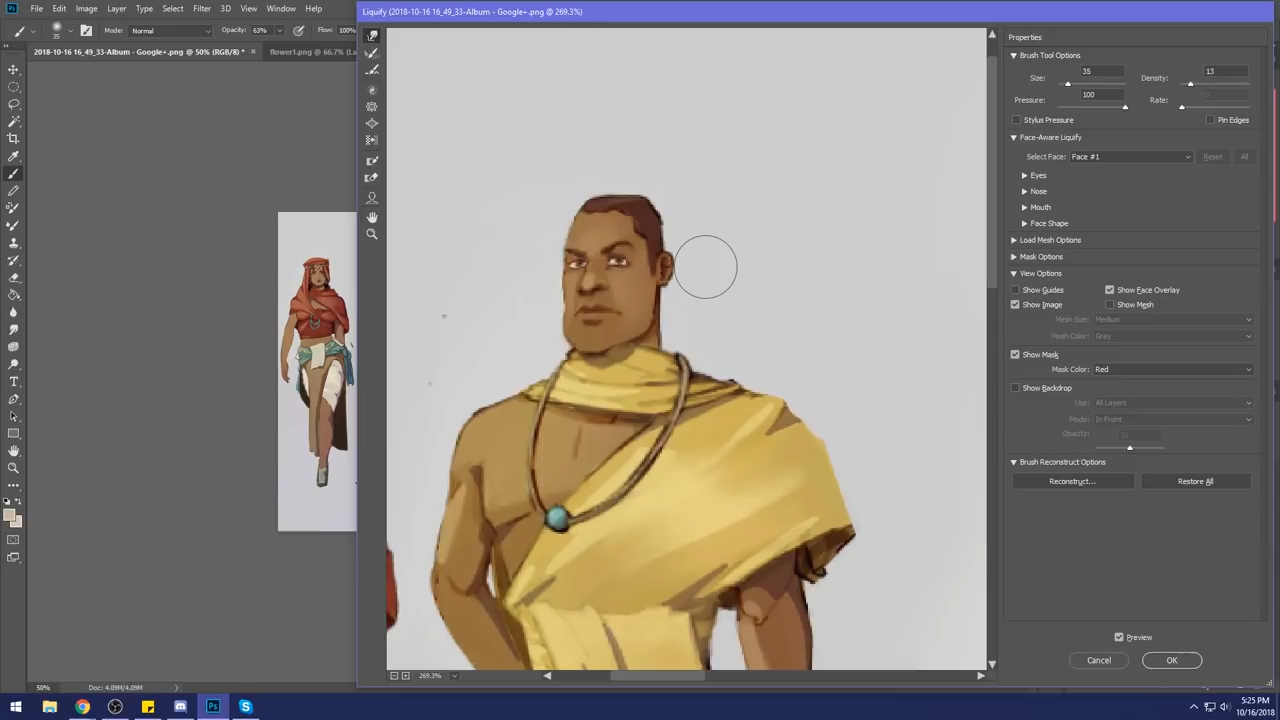 File Edit Image Layer Type Select Filter 3D View Window Help
Liquify (2018-10-16 16_49_33-Album - Google+.png @ 269.3%)
35
Mode: Normal
Opacity: 63%
Flow: 100%
2018-10-16 16_49_33-Album - Google+.png @ 50% (RGB/8) *
flower1.png @ 66.7% (La
Properties
Brush Tool Options
Size: 35
Density: 13
Pressure: 100
Rate: 0
Stylus Pressure
Pin Edges
Face-Aware Liquify
Select Face: Face #1
Reset
All
Eyes
Nose
Mouth
Face Shape
Load Mesh Options
Mask Options
View Options
Show Guides
Show Face Overlay
Show Image
Show Mesh
Mesh Size: Medium
Mesh Color: Gray
Show Mask
Mask Color: Red
Show Backdrop
Use: All Layers
Mode: In Front
Opacity:
Brush Reconstruct Options
Reconstruct...
Restore All
Preview
Cancel
OK
269.3%
50%
Doc: 4.09M/4.09M
5:25 PM
10/16/2018